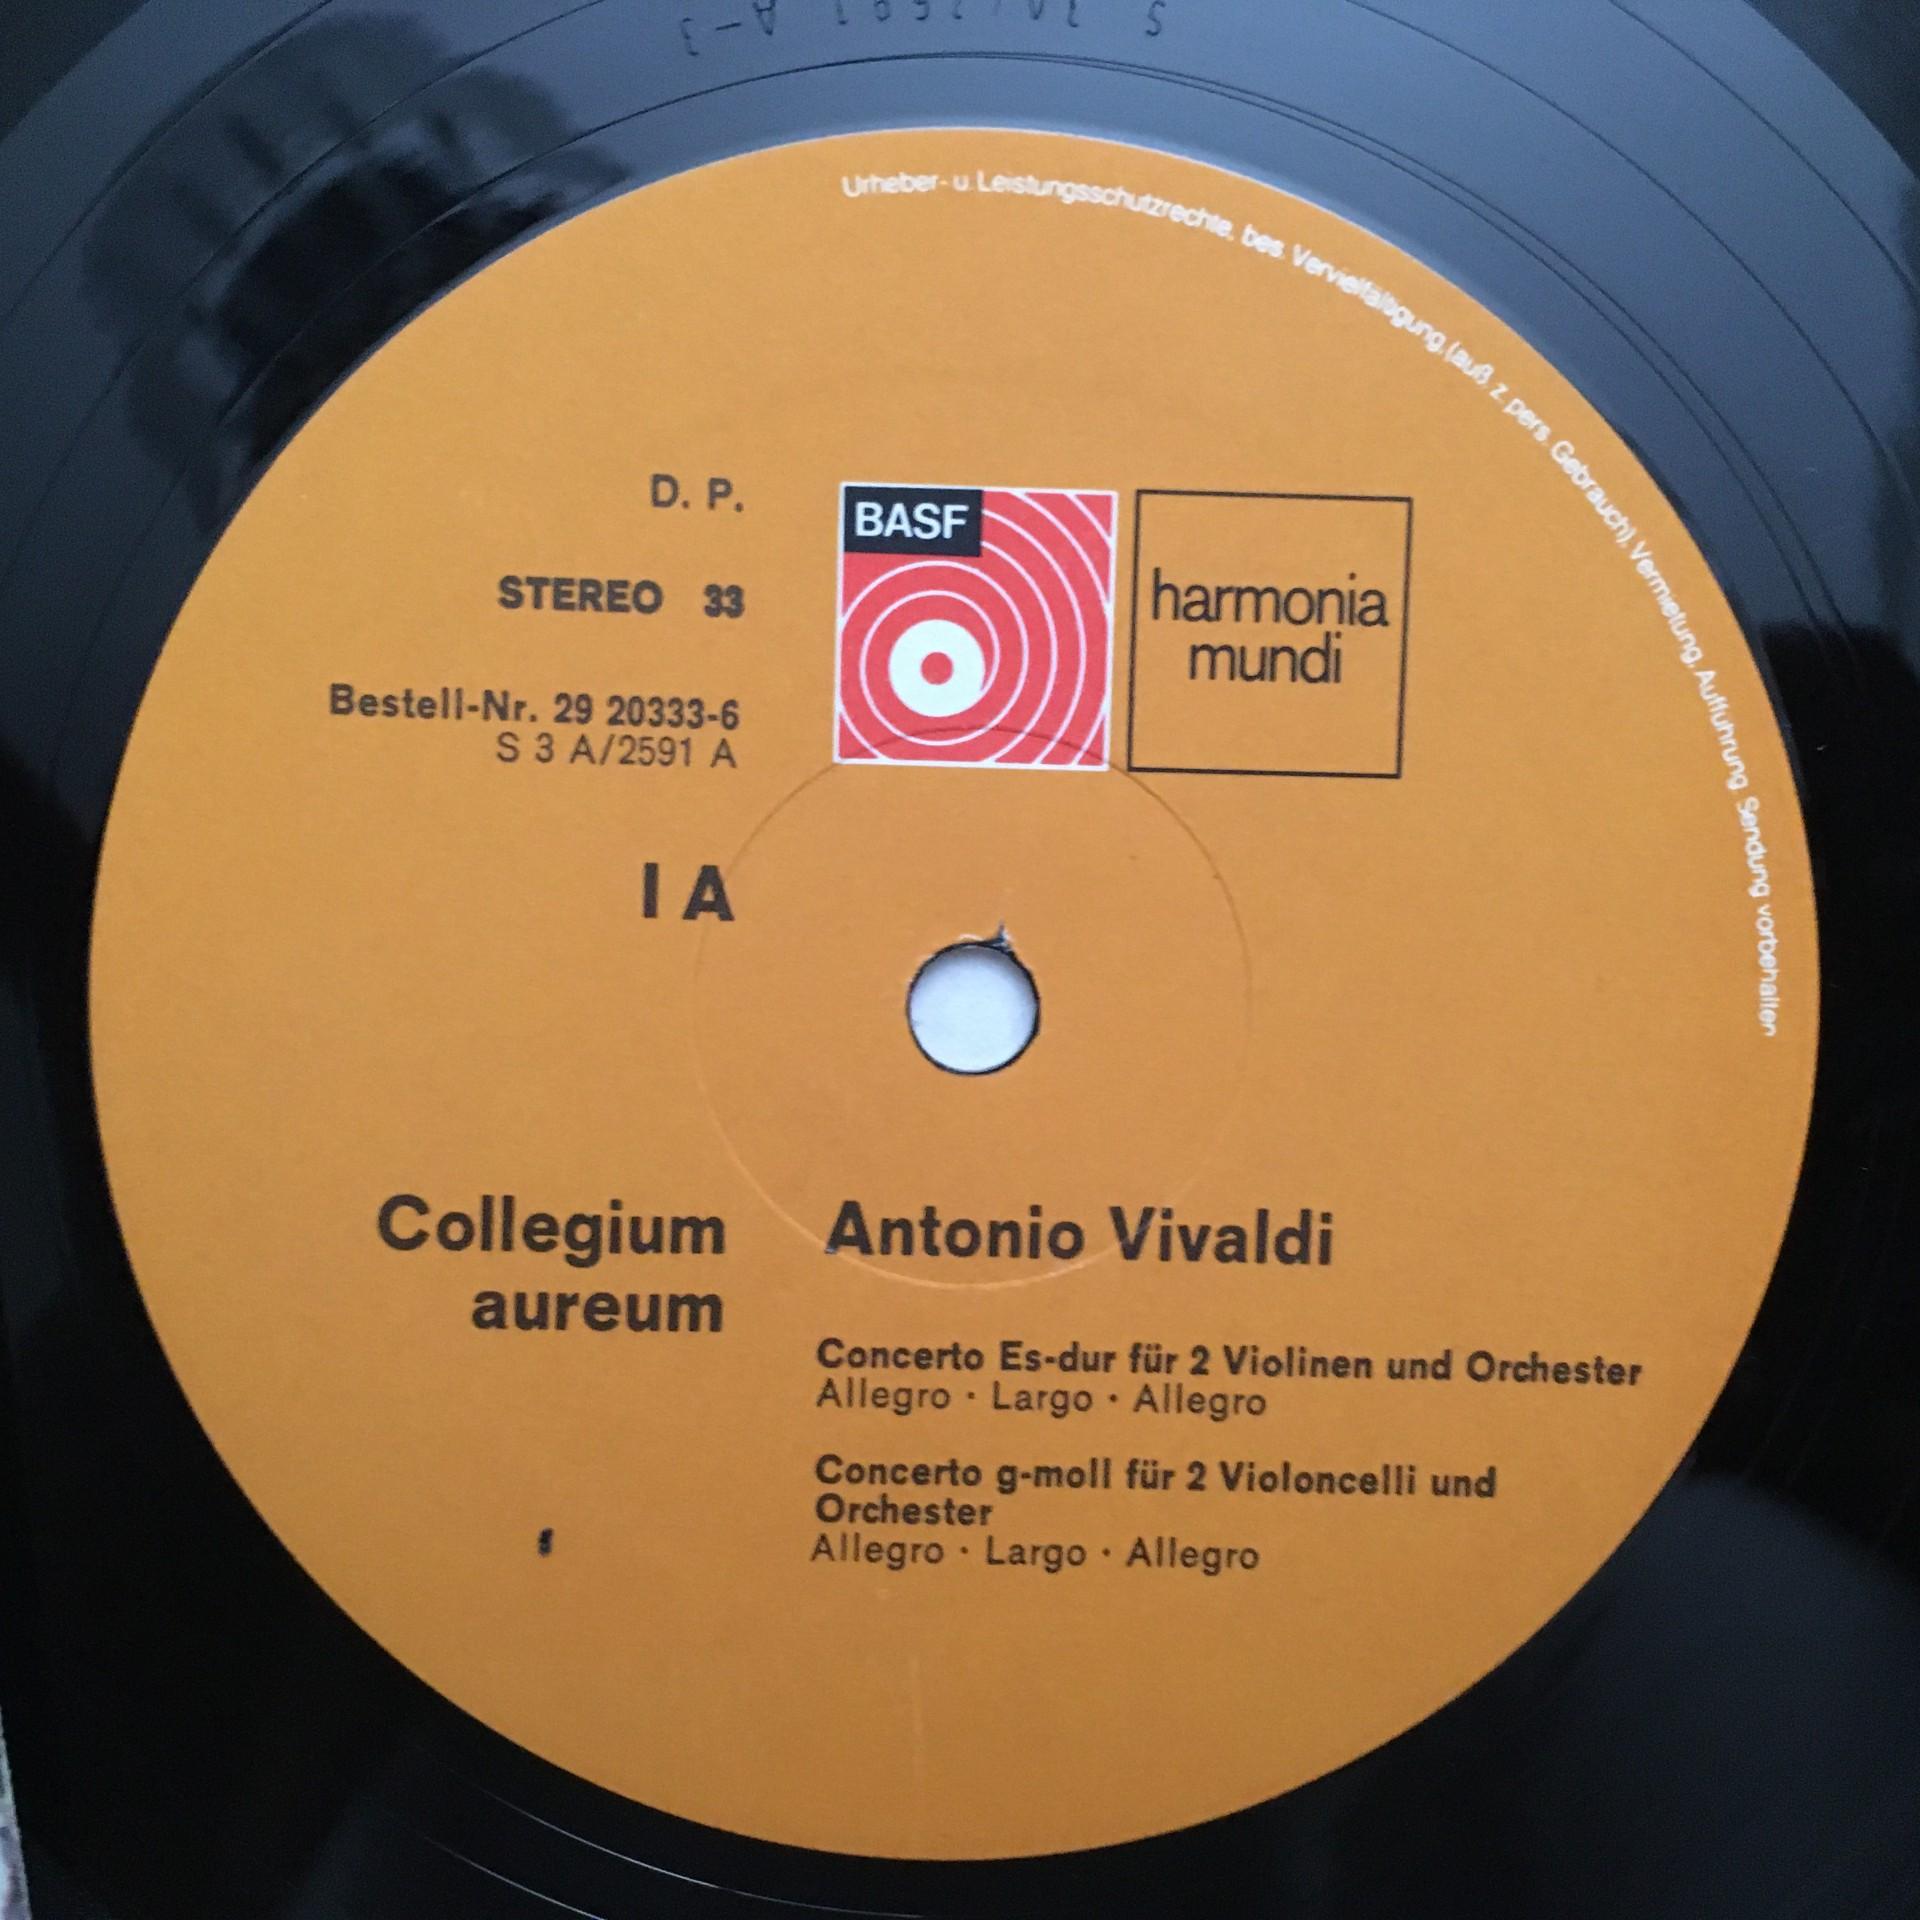 Urheber- u. Leistungsschutzrechte, bes. Vervielfältigung (auß. z. pers. Gebrauch), Vermietung, Aufführung, Sendung vorbehalten
D. P.
STEREO 33
Bestell-Nr. 29 20333-6
S 3 A/2591 A
BASF
harmonia
mundi
I A
Collegium
aureum
Antonio Vivaldi
Concerto Es-dur für 2 Violinen und Orchester
Allegro · Largo · Allegro
Concerto g-moll für 2 Violoncelli und
Orchester
Allegro · Largo · Allegro